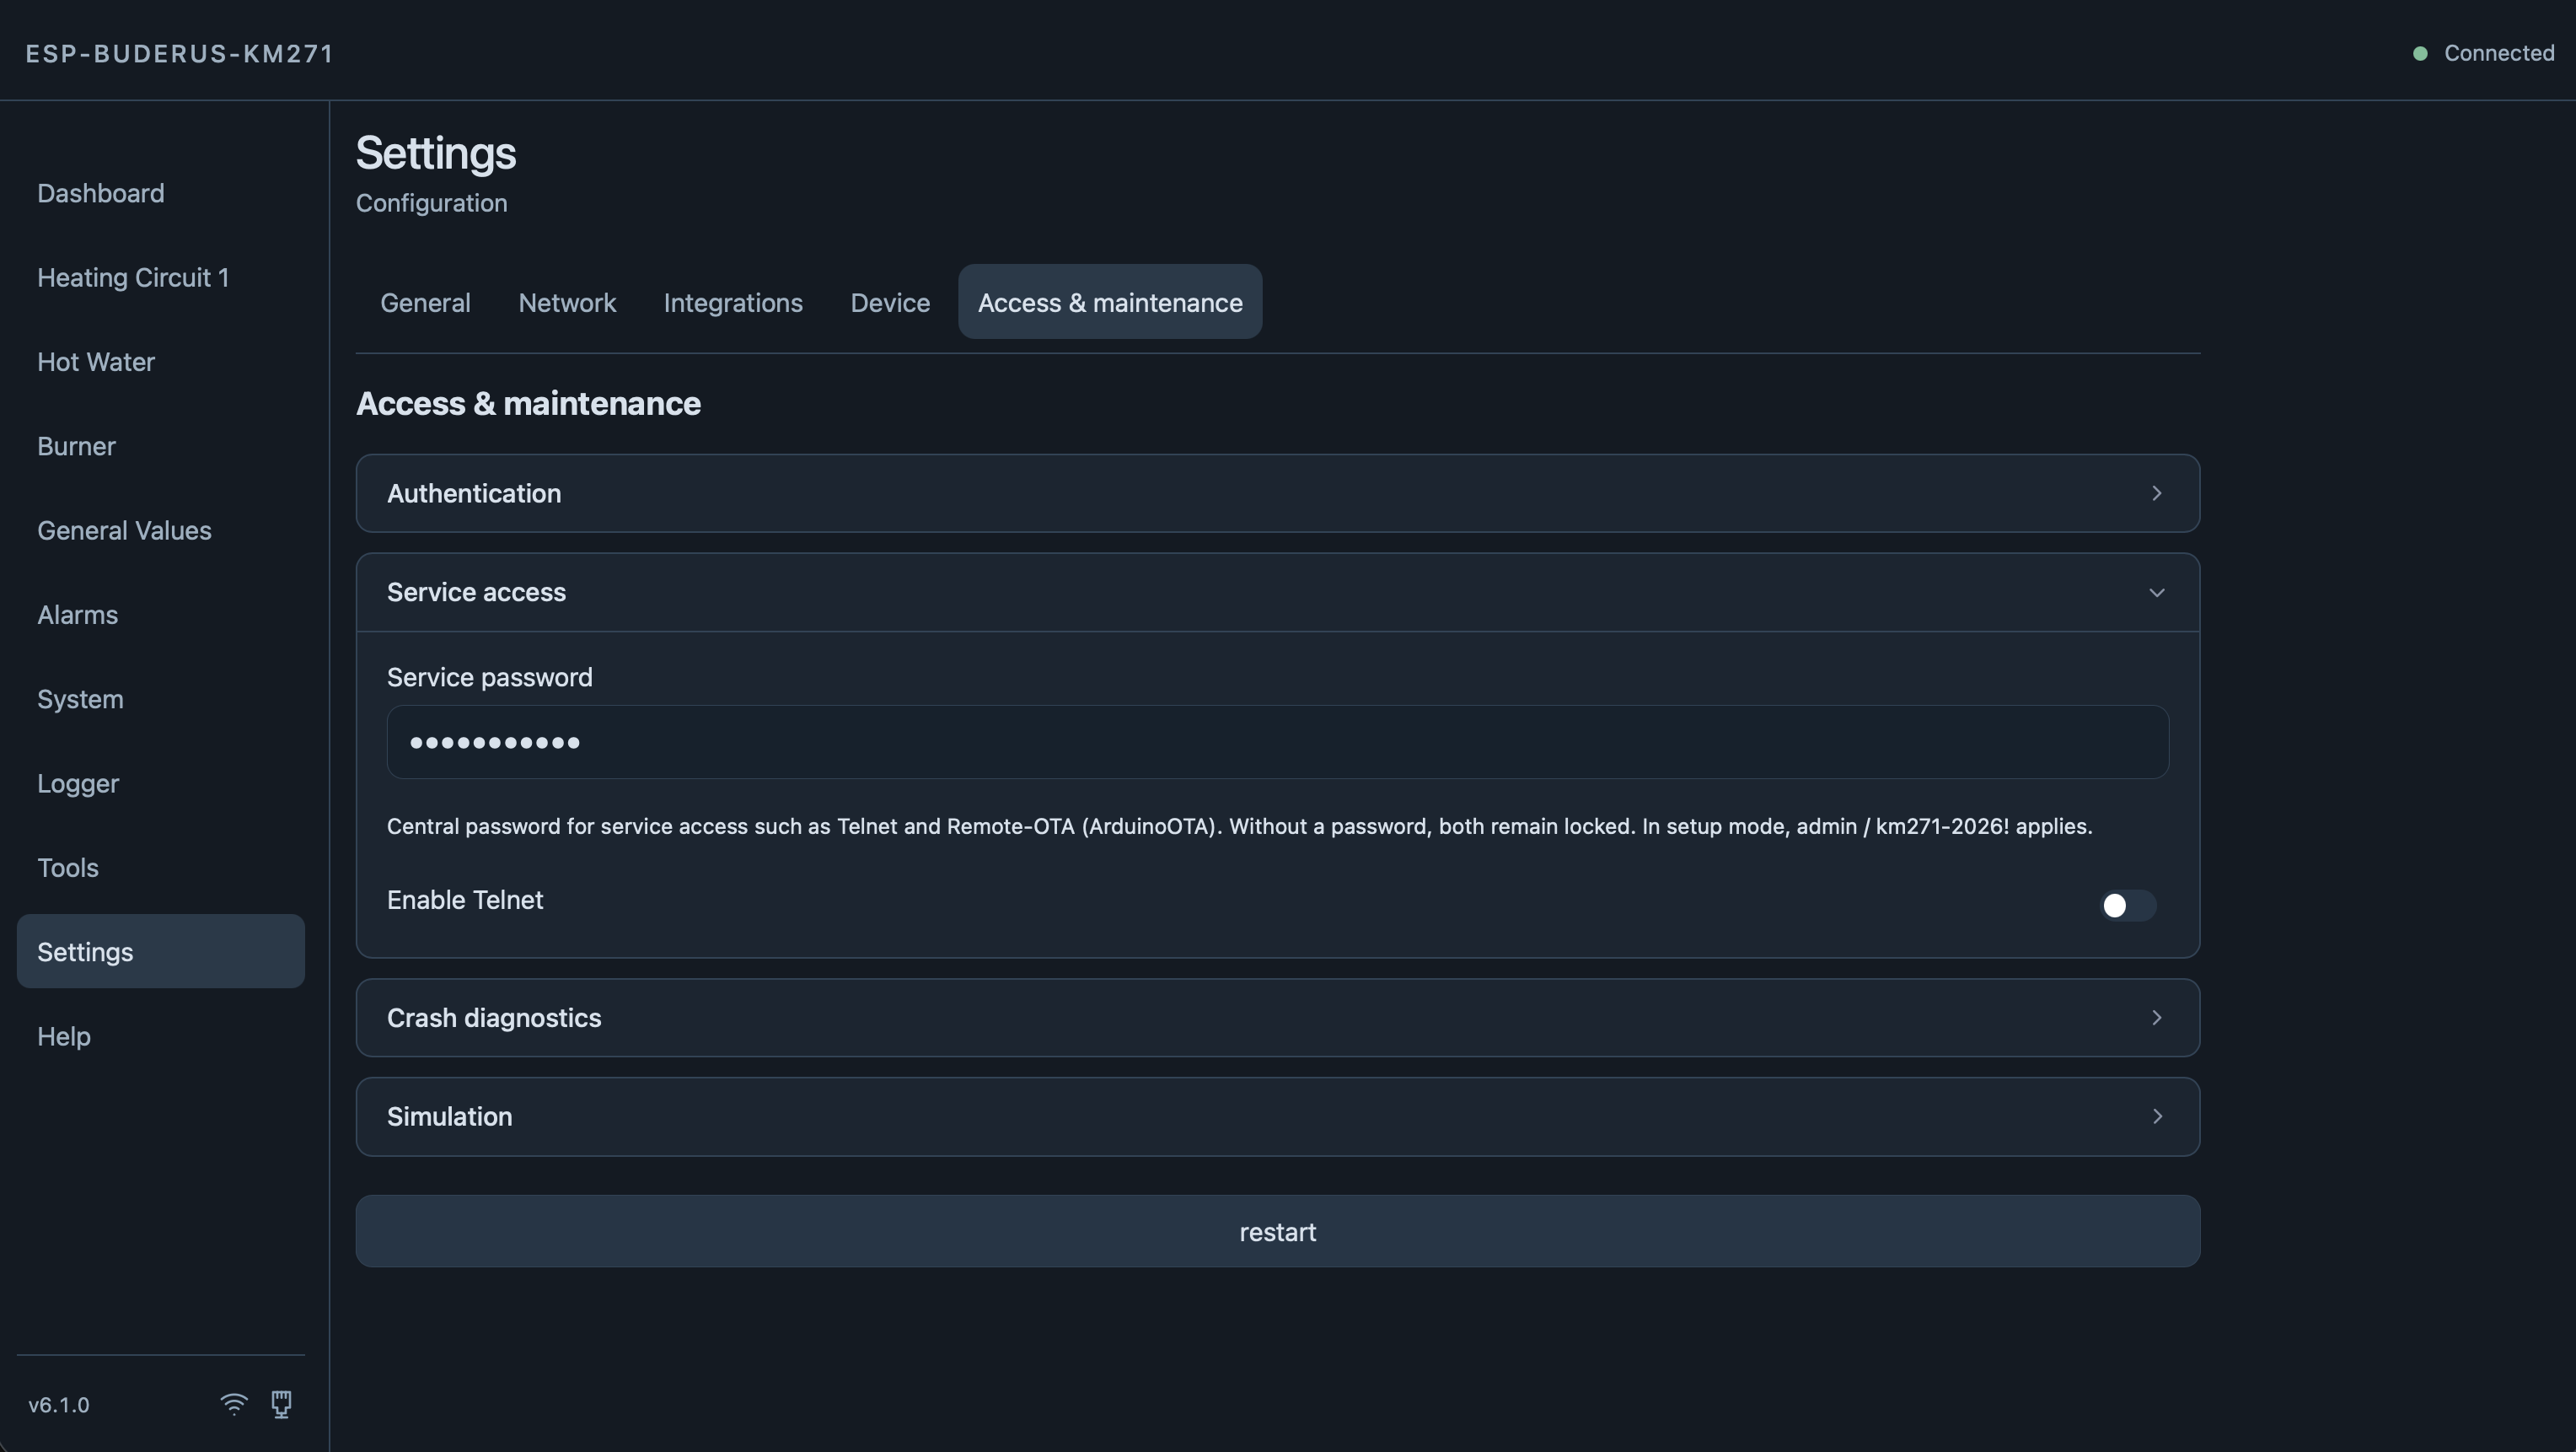 ESP-BUDERUS-KM271
Connected
Dashboard
Heating Circuit 1
Hot Water
Burner
General Values
Alarms
System
Logger
Tools
Settings
Help
v6.1.0
Settings
Configuration
General
Network
Integrations
Device
Access & maintenance
Access & maintenance
Authentication
Service access
Service password
•••••••••••
Central password for service access such as Telnet and Remote-OTA (ArduinoOTA). Without a password, both remain locked. In setup mode, admin / km271-2026! applies.
Enable Telnet
Crash diagnostics
Simulation
restart